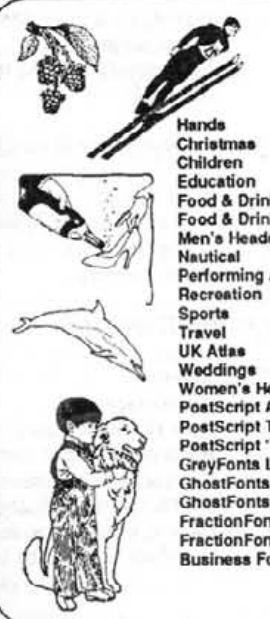 Hands
Christmas
Children
Education
Food & Drin
Food & Drin
Men's Head
Nautical
Performing
Recreation
Sports
Travel
UK Atlas
Weddings
Women's He
PostScript A
PostScript T
PostScript
GreyFonts L
GhostFonts
GhostFonts
FractionFon
FractionFon
Business Fo